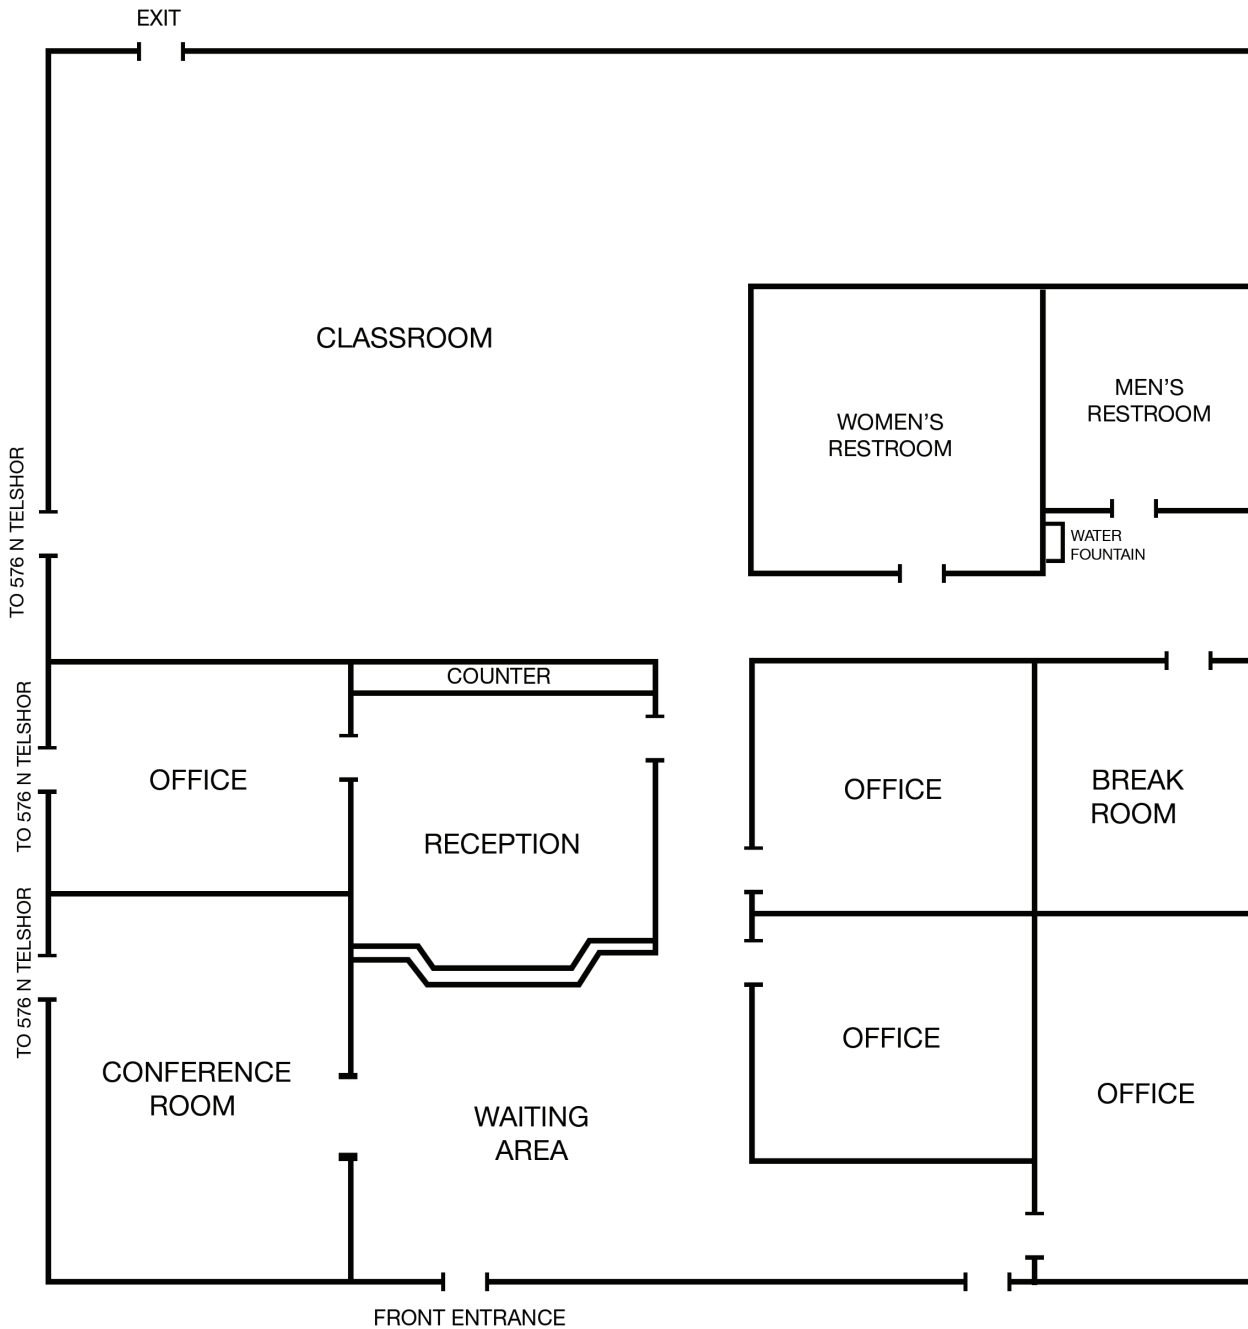 EXIT
CLASSROOM
MEN'S
RESTROOM
WOMEN'S
RESTROOM
TO 576 N TELSHOR
WATER
FOUNTAIN
COUNTER
TO 576 N TELSHOR
OFFICE
OFFICE
BREAK
ROOM
RECEPTION
TO 576 N TELSHOR
OFFICE
CONFERENCE
ROOM
OFFICE
WAITING
AREA
FRONT ENTRANCE